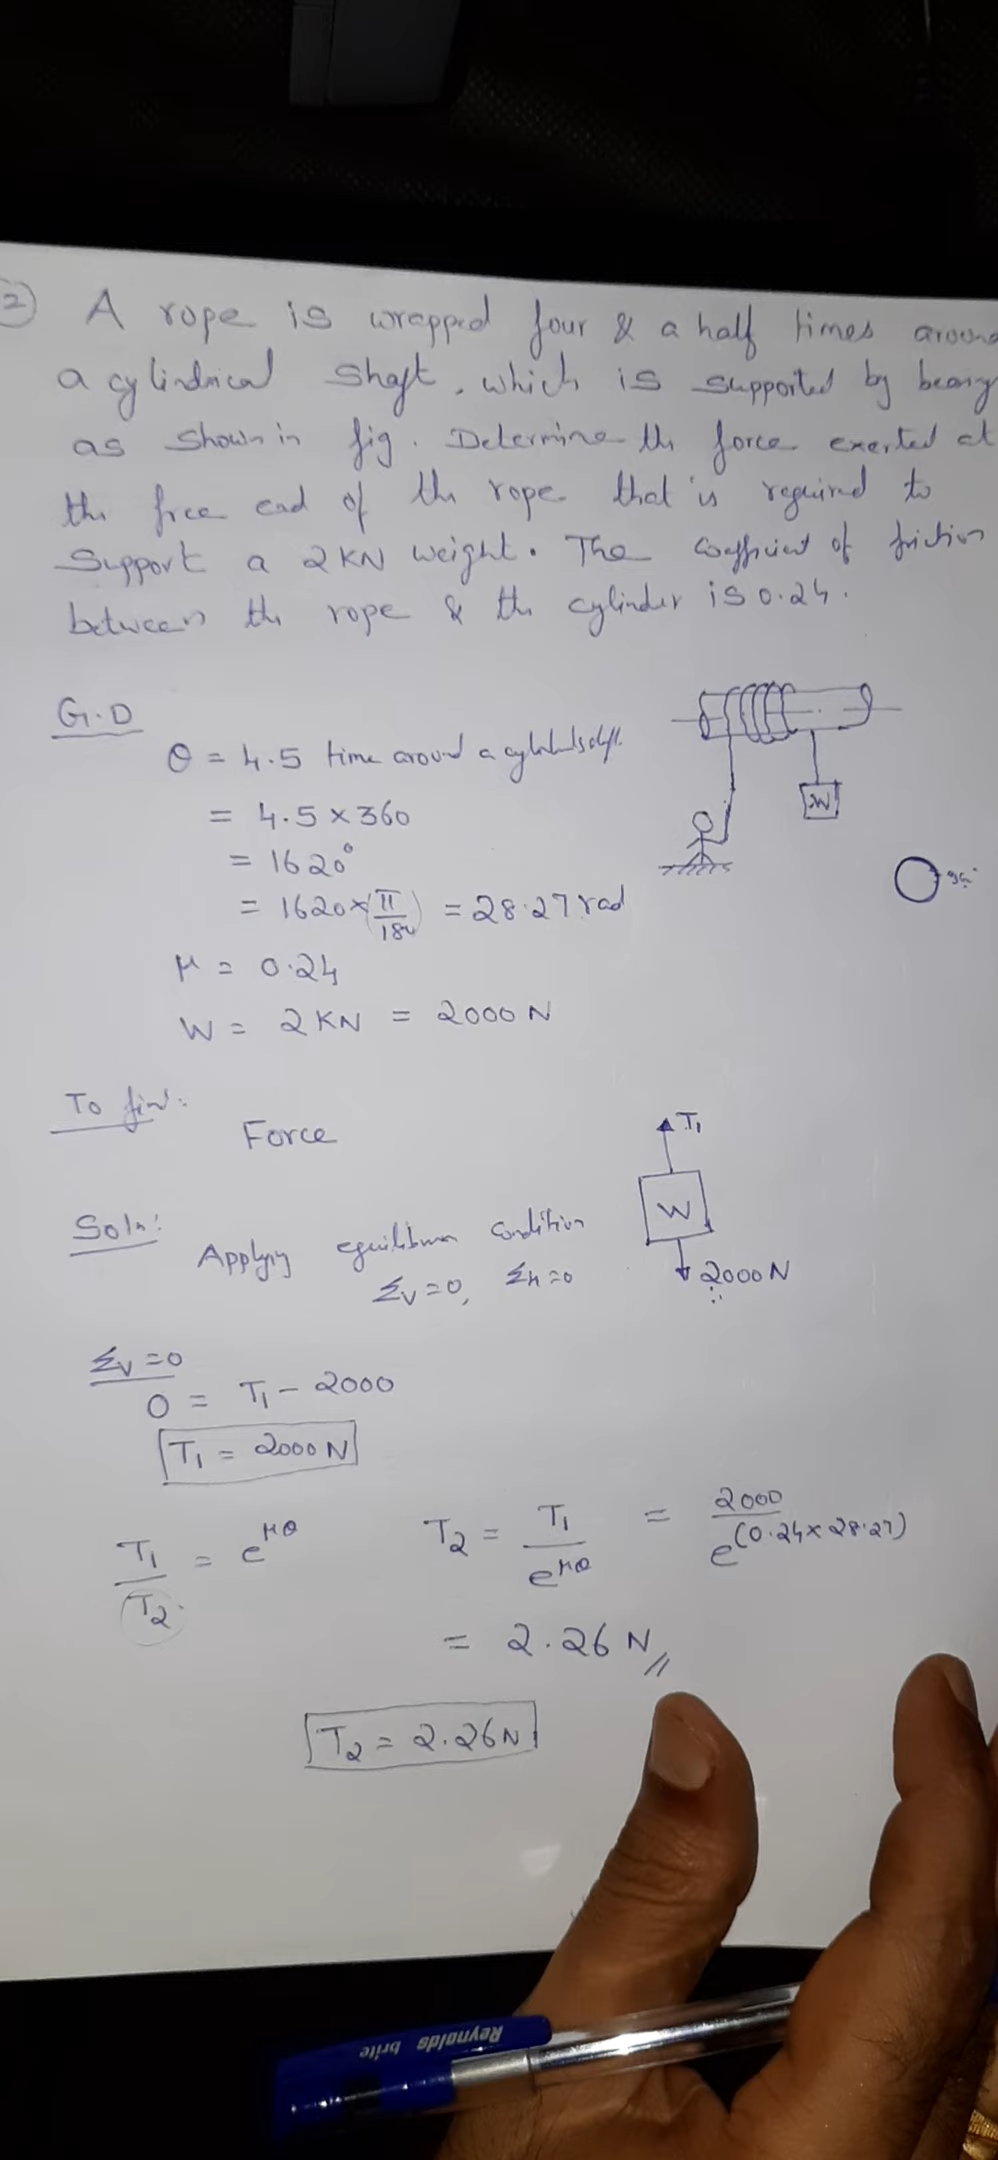 2) A rope is wrapped four & a half times around
a cylindrical shaft, which is supported by bearing
as shown in fig. Determine the force exerted at
the free end of the rope that is required to
support a 2 KN weight. The coefficient of friction
between the rope & the cylinder is 0.24.
G.D
θ = 4.5 time around a
= 4.5 × 360
= 1620°
= 1620 × (π/180) = 28.27 rad
μ = 0.24
W = 2 KN = 2000 N
W
To find:
Force
Soln:
Applying equilibrium condition
Σv=0, Σh=0
T1
W
2000 N
Σv=0
0 = T1 - 2000
T1 = 2000 N
T1/T2 = e^μθ
T2 = T1/e^μθ = 2000/e^(0.24×28.27)
= 2.26 N //
T2 = 2.26 N
Reynolds
brite